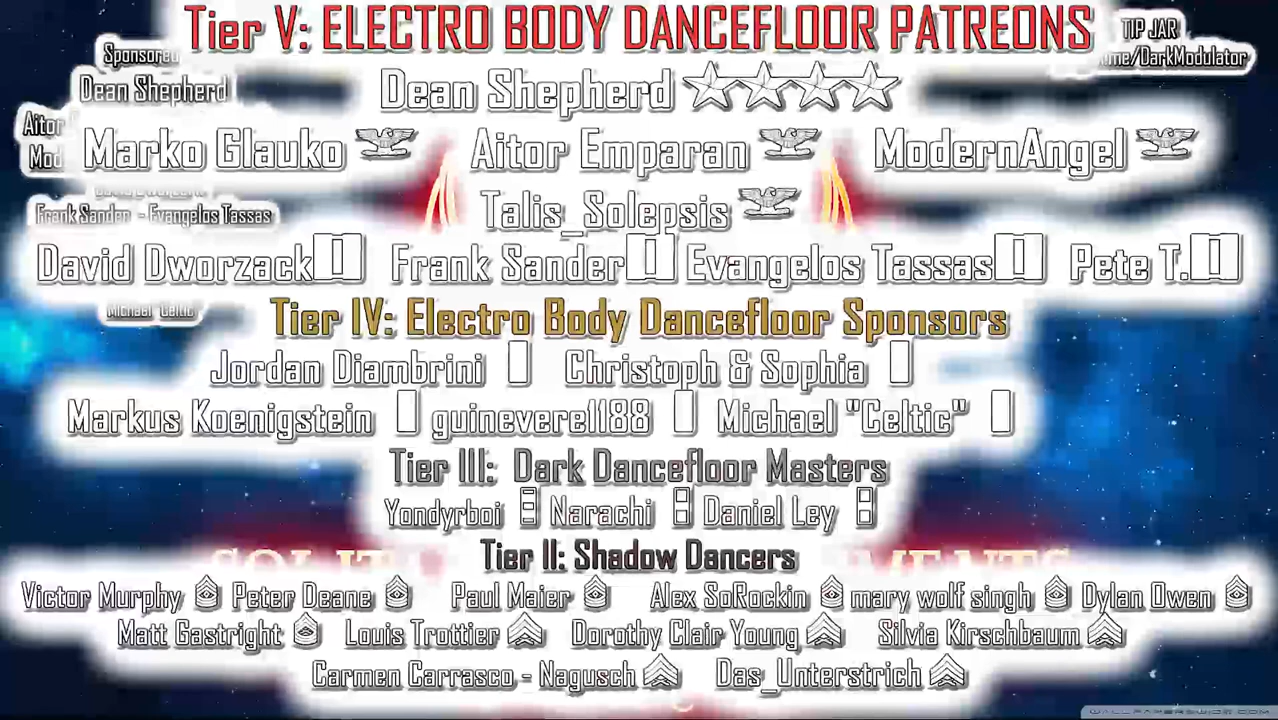 Tier V: ELECTRO BODY DANCEFLOOR PATREONS
TIP JAR
Sponsored
me/DarkModulator
Dean Shepherd
Dean Shepherd
Aitor
Marko Glauko Aitor Emparan ModernAngel
Mod
Talis_Solepsis
Frank Sander - Evangelos Tassas
David Dworzack Frank Sander Evangelos Tassas Pete T.
Michael "Celtic"
Tier IV: Electro Body Dancefloor Sponsors
Jordan Diambrini Christoph & Sophia
Markus Koenigstein guinevere1188 Michael "Celtic"
Tier III: Dark Dancefloor Masters
Yondyrboi Narachi Daniel Ley
Tier II: Shadow Dancers
Victor Murphy Peter Deane Paul Maier Alex SoRockin mary wolf singh Dylan Owen
Matt Gastright Louis Trottier Dorothy Clair Young Silvia Kirschbaum
Carmen Carrasco - Nagusch Das_Unterstrich